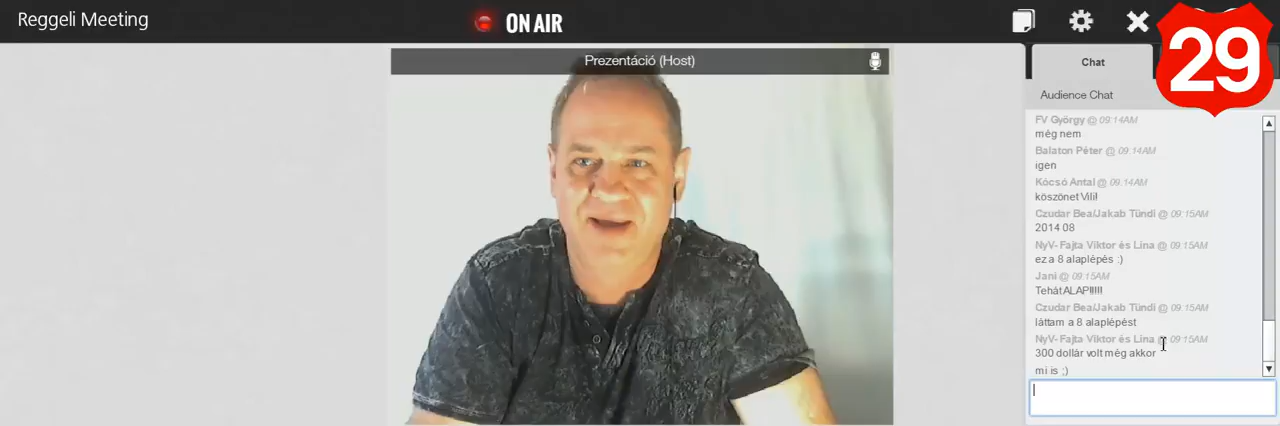 Reggeli Meeting
ON AIR
29
Prezentáció (Host)
Chat
Audience Chat
FV György @ 09:14AM
még nem
Balaton Péter @ 09:14AM
igen
Kócsó Antal @ 09:14AM
köszönet Vili!
Czudar Bea/Jakab Tündi @ 09:15AM
2014 08
NyV- Fajta Viktor és Lina @ 09:15AM
ez a 8 alaplépés :)
Jani @ 09:15AM
Tehát ALAP!!!!!!
Czudar Bea/Jakab Tündi @ 09:15AM
láttam a 8 alaplépést
NyV- Fajta Viktor és Lina @ 09:15AM
300 dollár volt még akkor
mi is ;)